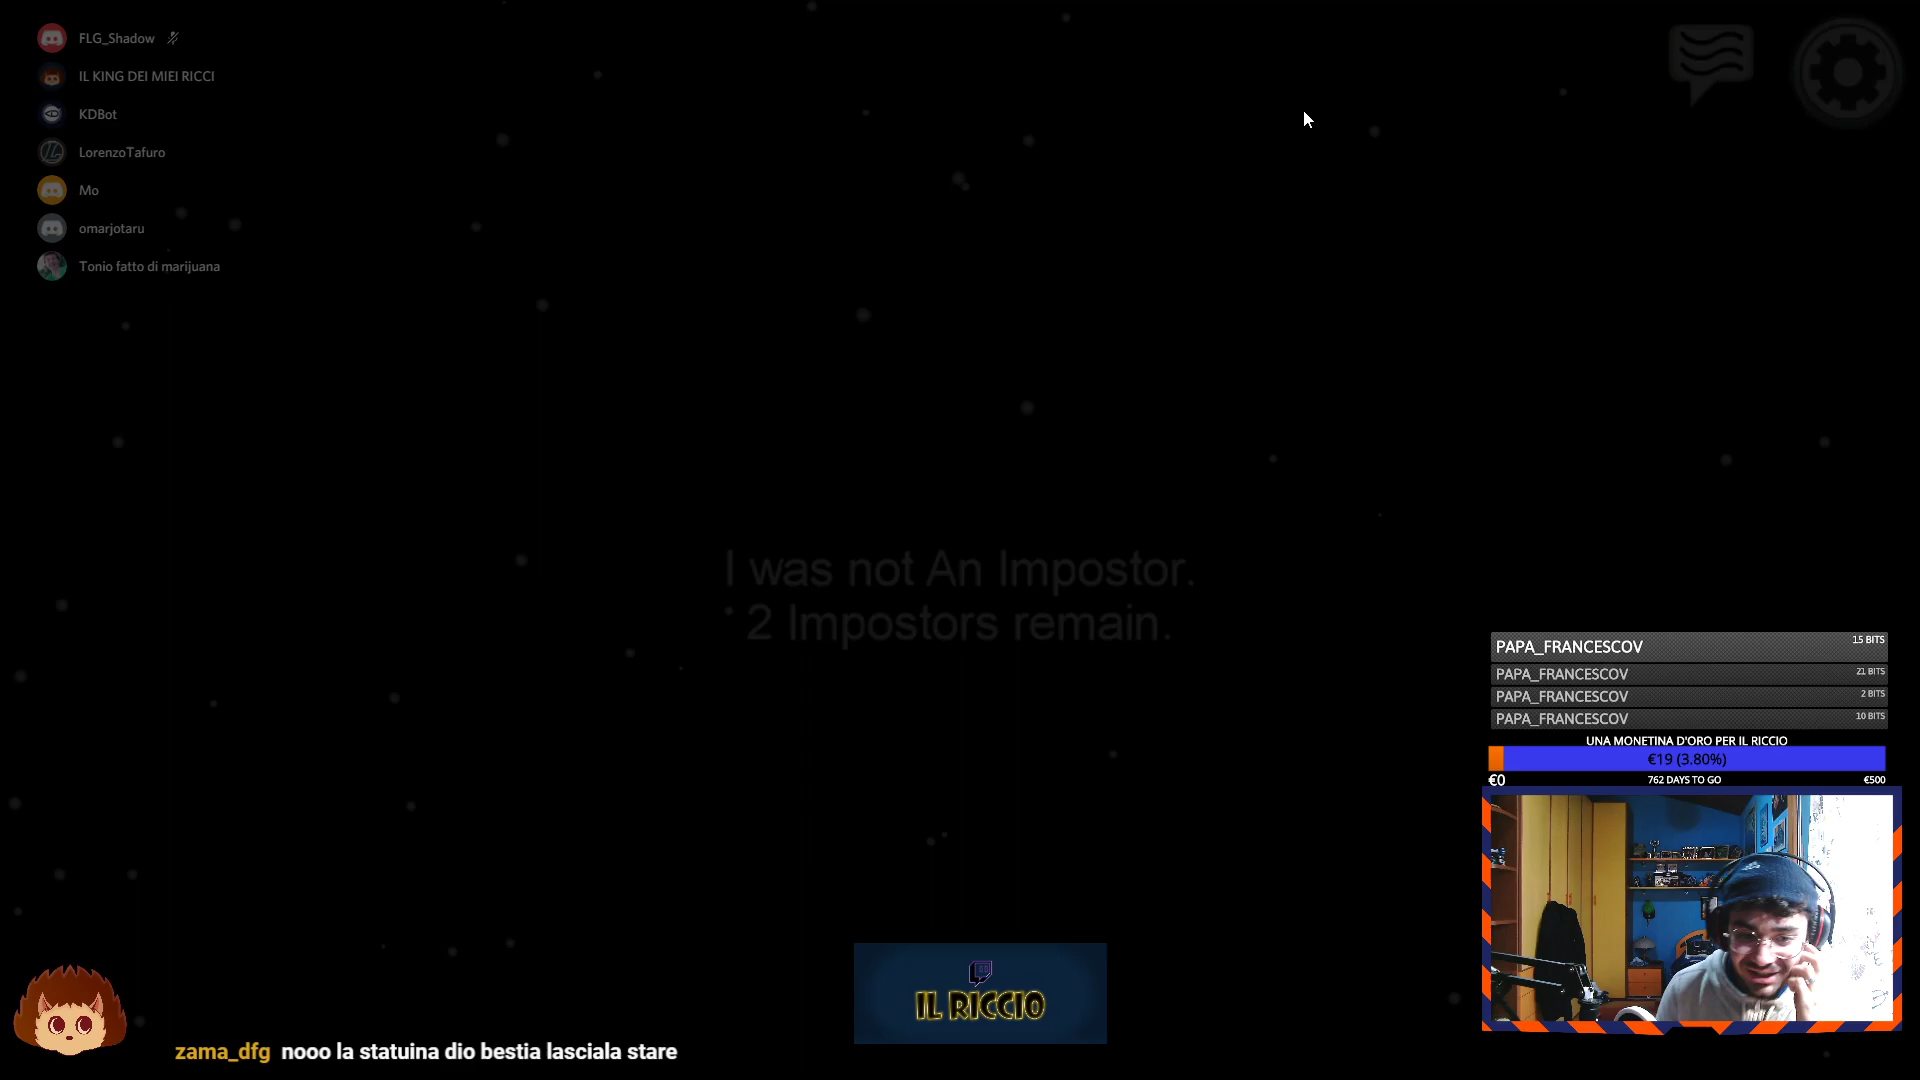 FLG_Shadow
IL KING DEI MIEI RICCI
KDBot
LorenzoTafuro
Mo
omarjotaru
Tonio fatto di marijuana
I was not An Impostor.
2 Impostors remain.
PAPA_FRANCESCOV 15 BITS
PAPA_FRANCESCOV 21 BITS
PAPA_FRANCESCOV 2 BITS
PAPA_FRANCESCOV 10 BITS
UNA MONETINA D'ORO PER IL RICCIO
€19 (3.80%)
€0 762 DAYS TO GO €500
IL RICCIO
zama_dfg nooo la statuina dio bestia lasciala stare